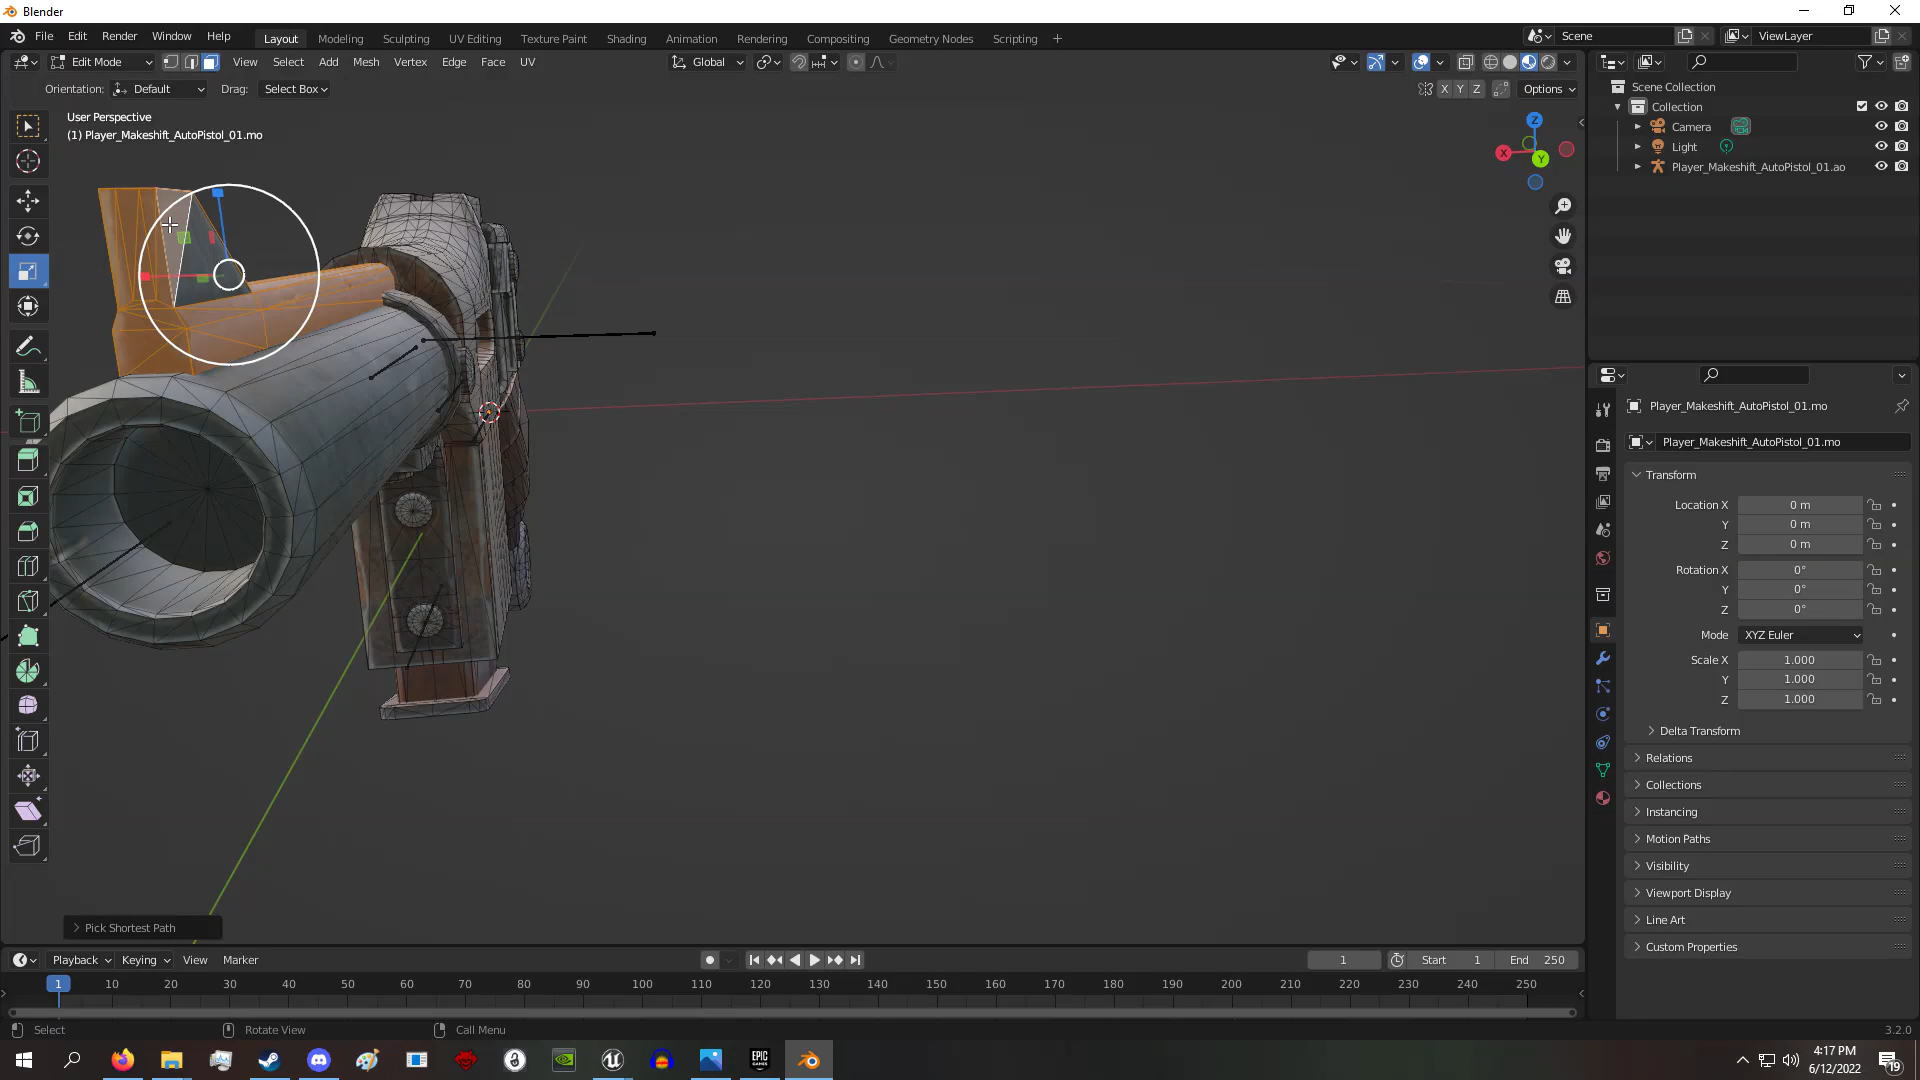 Blender
File Edit Render Window Help
Layout Modeling Sculpting UV Editing Texture Paint Shading Animation Rendering Compositing Geometry Nodes Scripting +
Scene
ViewLayer
Edit Mode View Select Add Mesh Vertex Edge Face UV
Global
Orientation: Default Drag: Select Box
X Y Z Options
User Perspective
(1) Player_Makeshift_AutoPistol_01.mo
Z
X Y
Scene Collection
Collection
Camera
Light
Player_Makeshift_AutoPistol_01.ao
Player_Makeshift_AutoPistol_01.mo
Player_Makeshift_AutoPistol_01.mo
Transform
Location X 0 m
Y 0 m
Z 0 m
Rotation X 0°
Y 0°
Z 0°
Mode XYZ Euler
Scale X 1.000
Y 1.000
Z 1.000
Delta Transform
Relations
Collections
Instancing
Motion Paths
Visibility
Viewport Display
Line Art
Custom Properties
Pick Shortest Path
Playback Keying View Marker
1 Start 1 End 250
1 10 20 30 40 50 60 70 80 90 100 110 120 130 140 150 160 170 180 190 200 210 220 230 240 250
Select Rotate View Call Menu 3.2.0
EPIC GAMES
4:17 PM
6/12/2022
19